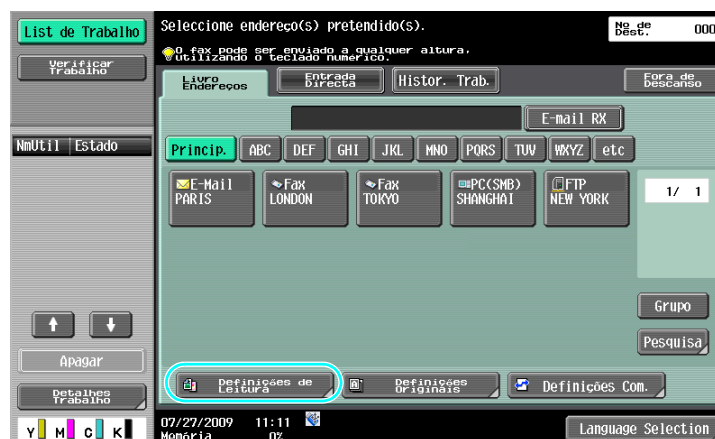 List de Trabalho
Verificar
Trabalho
NmUtil Estado
Apagar
Detalhes
Trabalho
Y M C K
Seleccione endereço(s) pretendido(s).
O fax pode ser enviado a qualquer altura,
utilizando o teclado numérico.
Nº de
Dest. 000
Livro
Endereços
Entrada
Directa
Histor. Trab.
Fora de
Descanso
E-mail RX
Princip. ABC DEF GHI JKL MNO PQRS TUV WXYZ etc
E-Mail
PARIS
Fax
LONDON
Fax
TOKYO
PC(SMB)
SHANGHAI
FTP
NEW YORK
1/ 1
Grupo
Pesquisa
Definições de
Leitura
Definições
Originais
Definições Com.
07/27/2009 11:11
Memória 0%
Language Selection